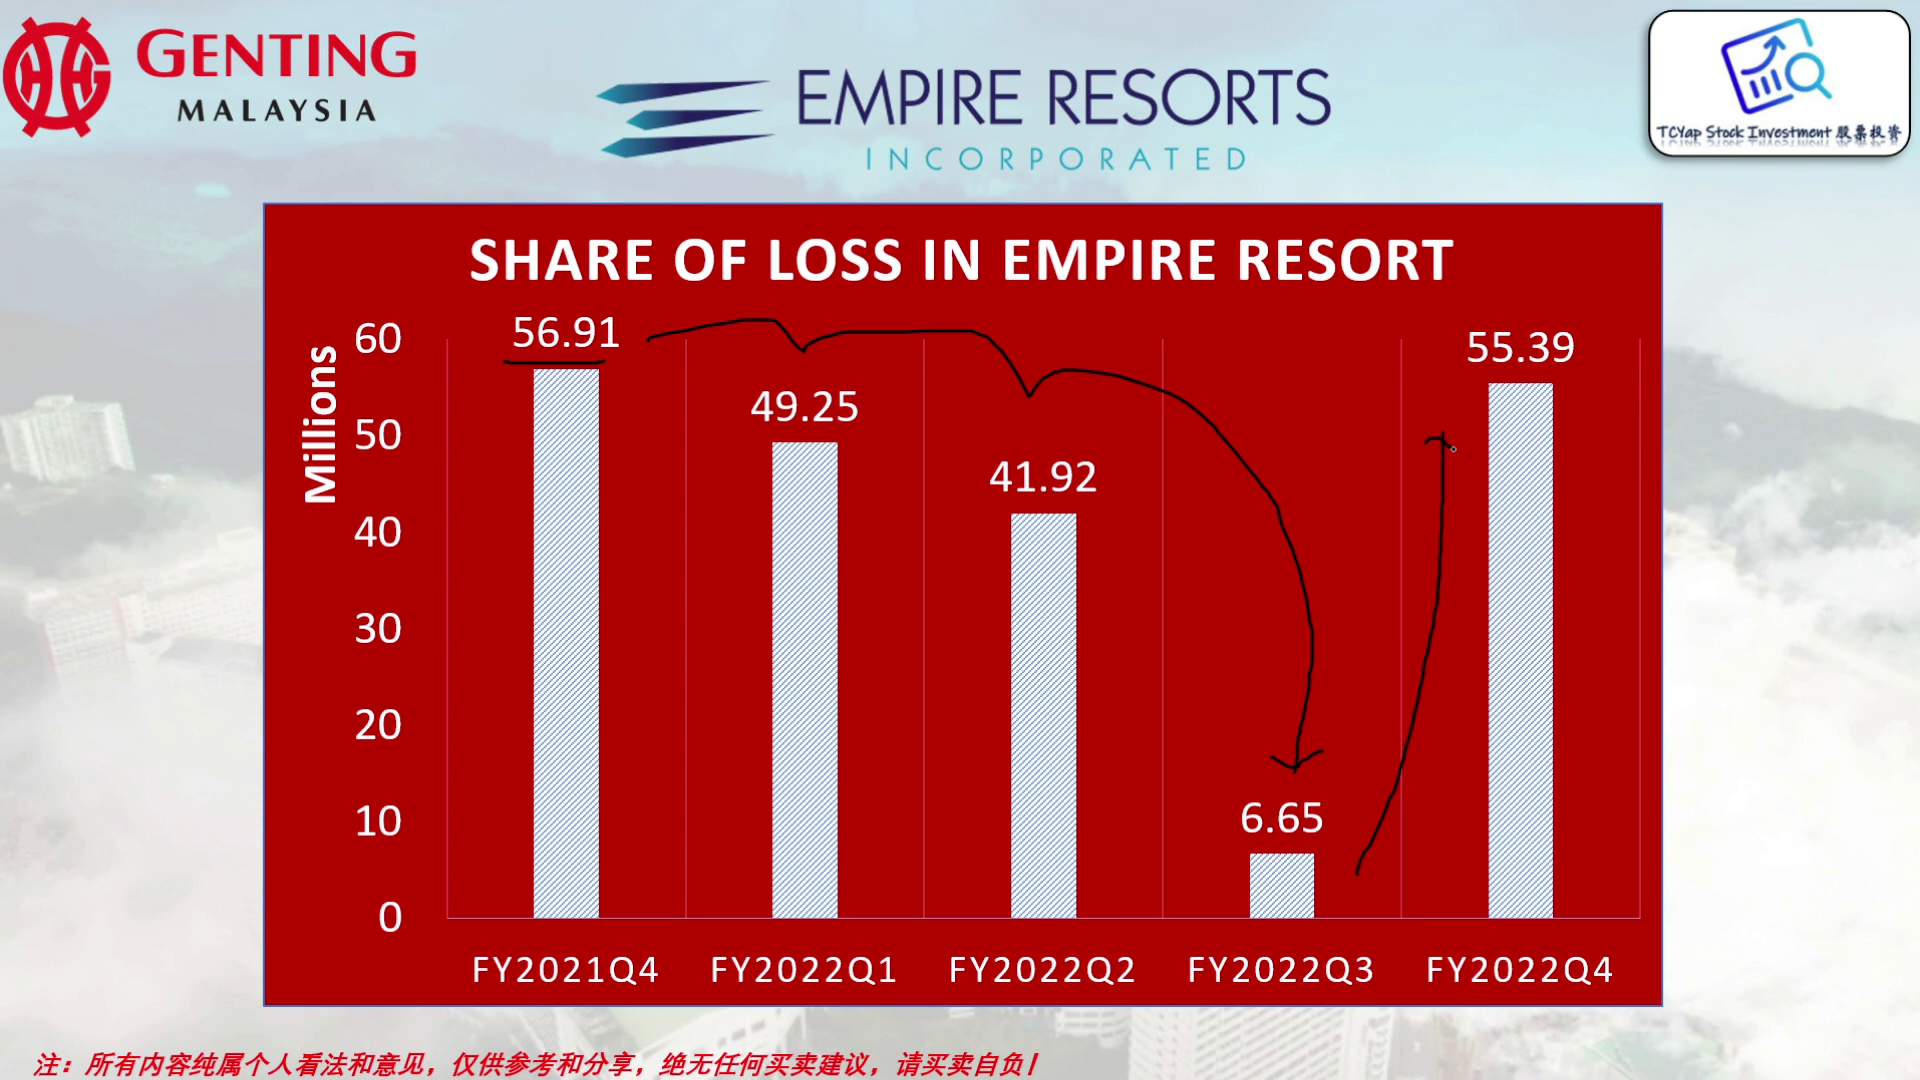 GENTING
MALAYSIA
EMPIRE RESORTS
INCORPORATED
TCYap Stock Investment 股票投资
SHARE OF LOSS IN EMPIRE RESORT
Millions
60
50
40
30
20
10
0
56.91
49.25
41.92
6.65
55.39
FY2021Q4
FY2022Q1
FY2022Q2
FY2022Q3
FY2022Q4
注：所有内容纯属个人看法和意见，仅供参考和分享，绝无任何买卖建议，请买卖自负！